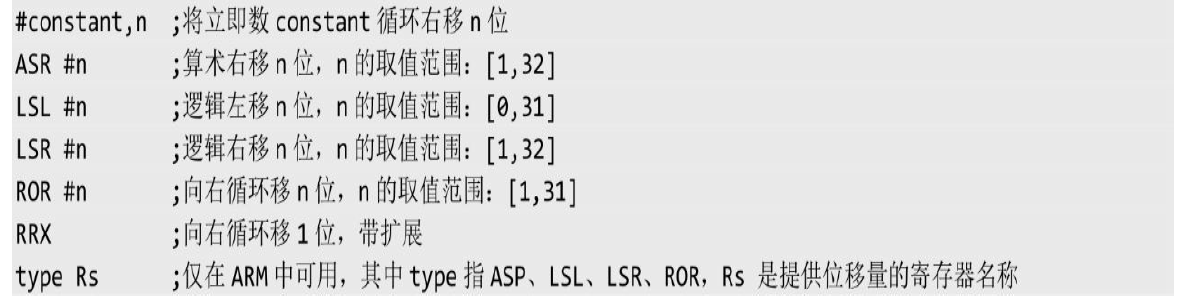 #constant,n ;将立即数 constant 循环右移 n 位
ASR #n ;算术右移 n 位，n 的取值范围：[1,32]
LSL #n ;逻辑左移 n 位，n 的取值范围：[0,31]
LSR #n ;逻辑右移 n 位，n 的取值范围：[1,32]
ROR #n ;向右循环移 n 位，n 的取值范围：[1,31]
RRX ;向右循环移 1 位，带扩展
type Rs ;仅在 ARM 中可用，其中 type 指 ASP、LSL、LSR、ROR，Rs 是提供位移量的寄存器名称